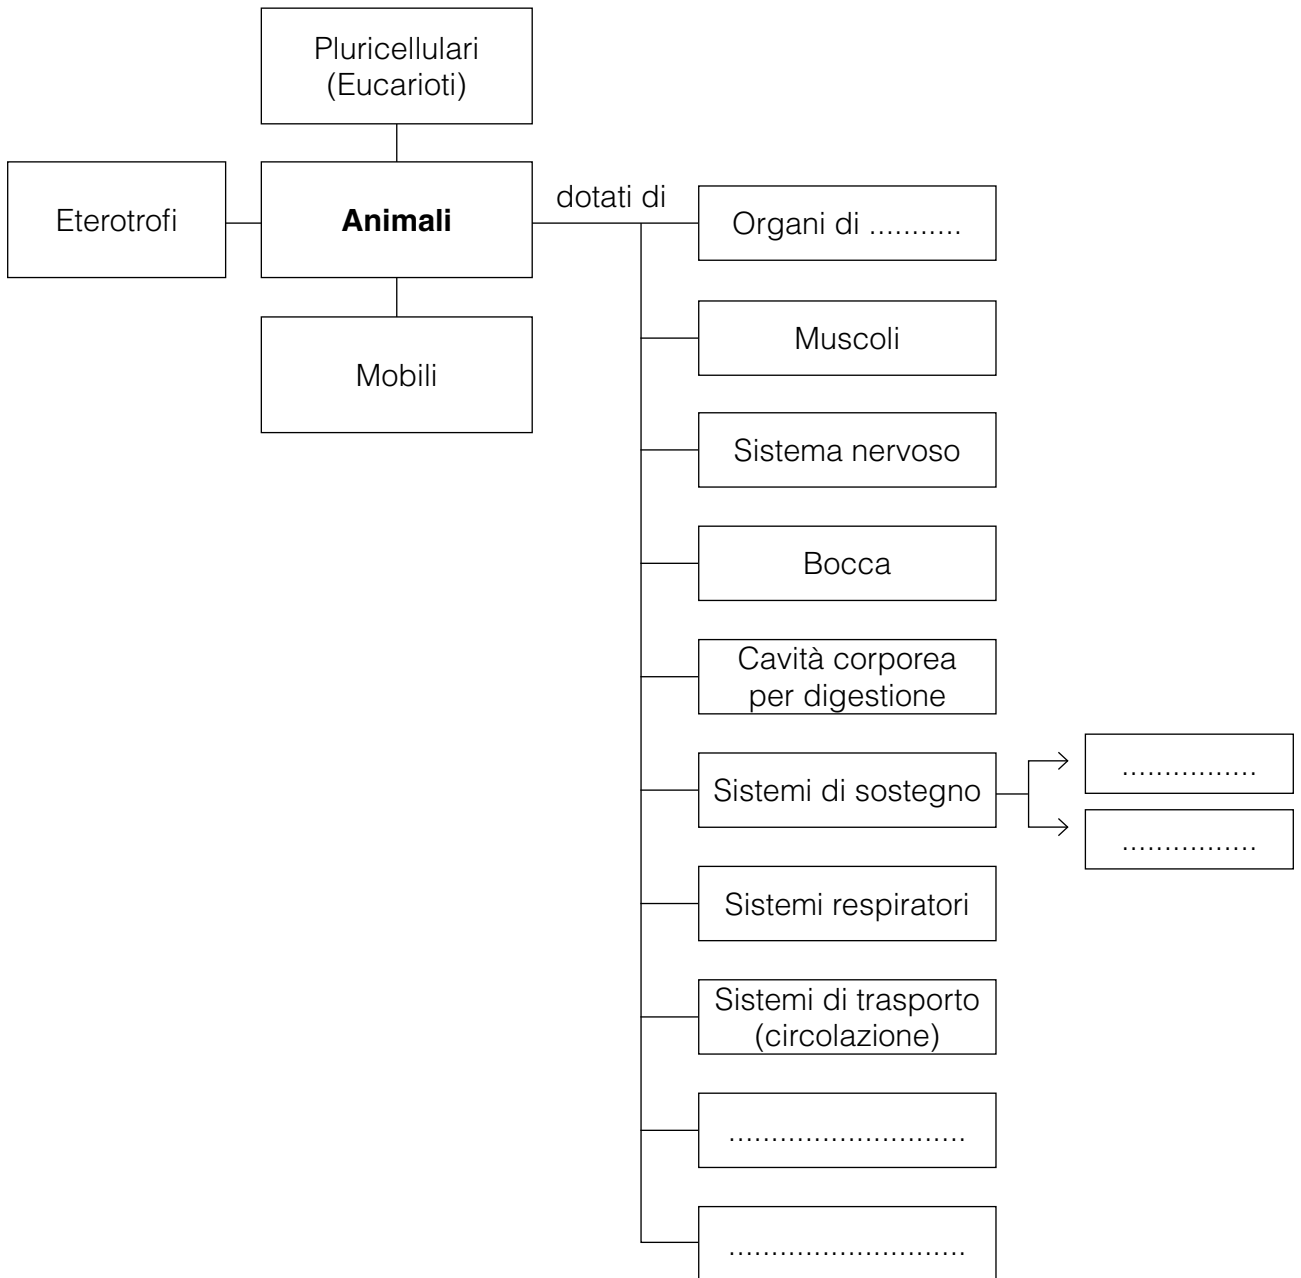 Pluricellulari
(Eucarioti)
Eterotrofi
Animali
dotati di
Organi di ...........
Mobili
Muscoli
Sistema nervoso
Bocca
Cavità corporea
per digestione
Sistemi di sostegno
................
................
Sistemi respiratori
Sistemi di trasporto
(circolazione)
............................
............................